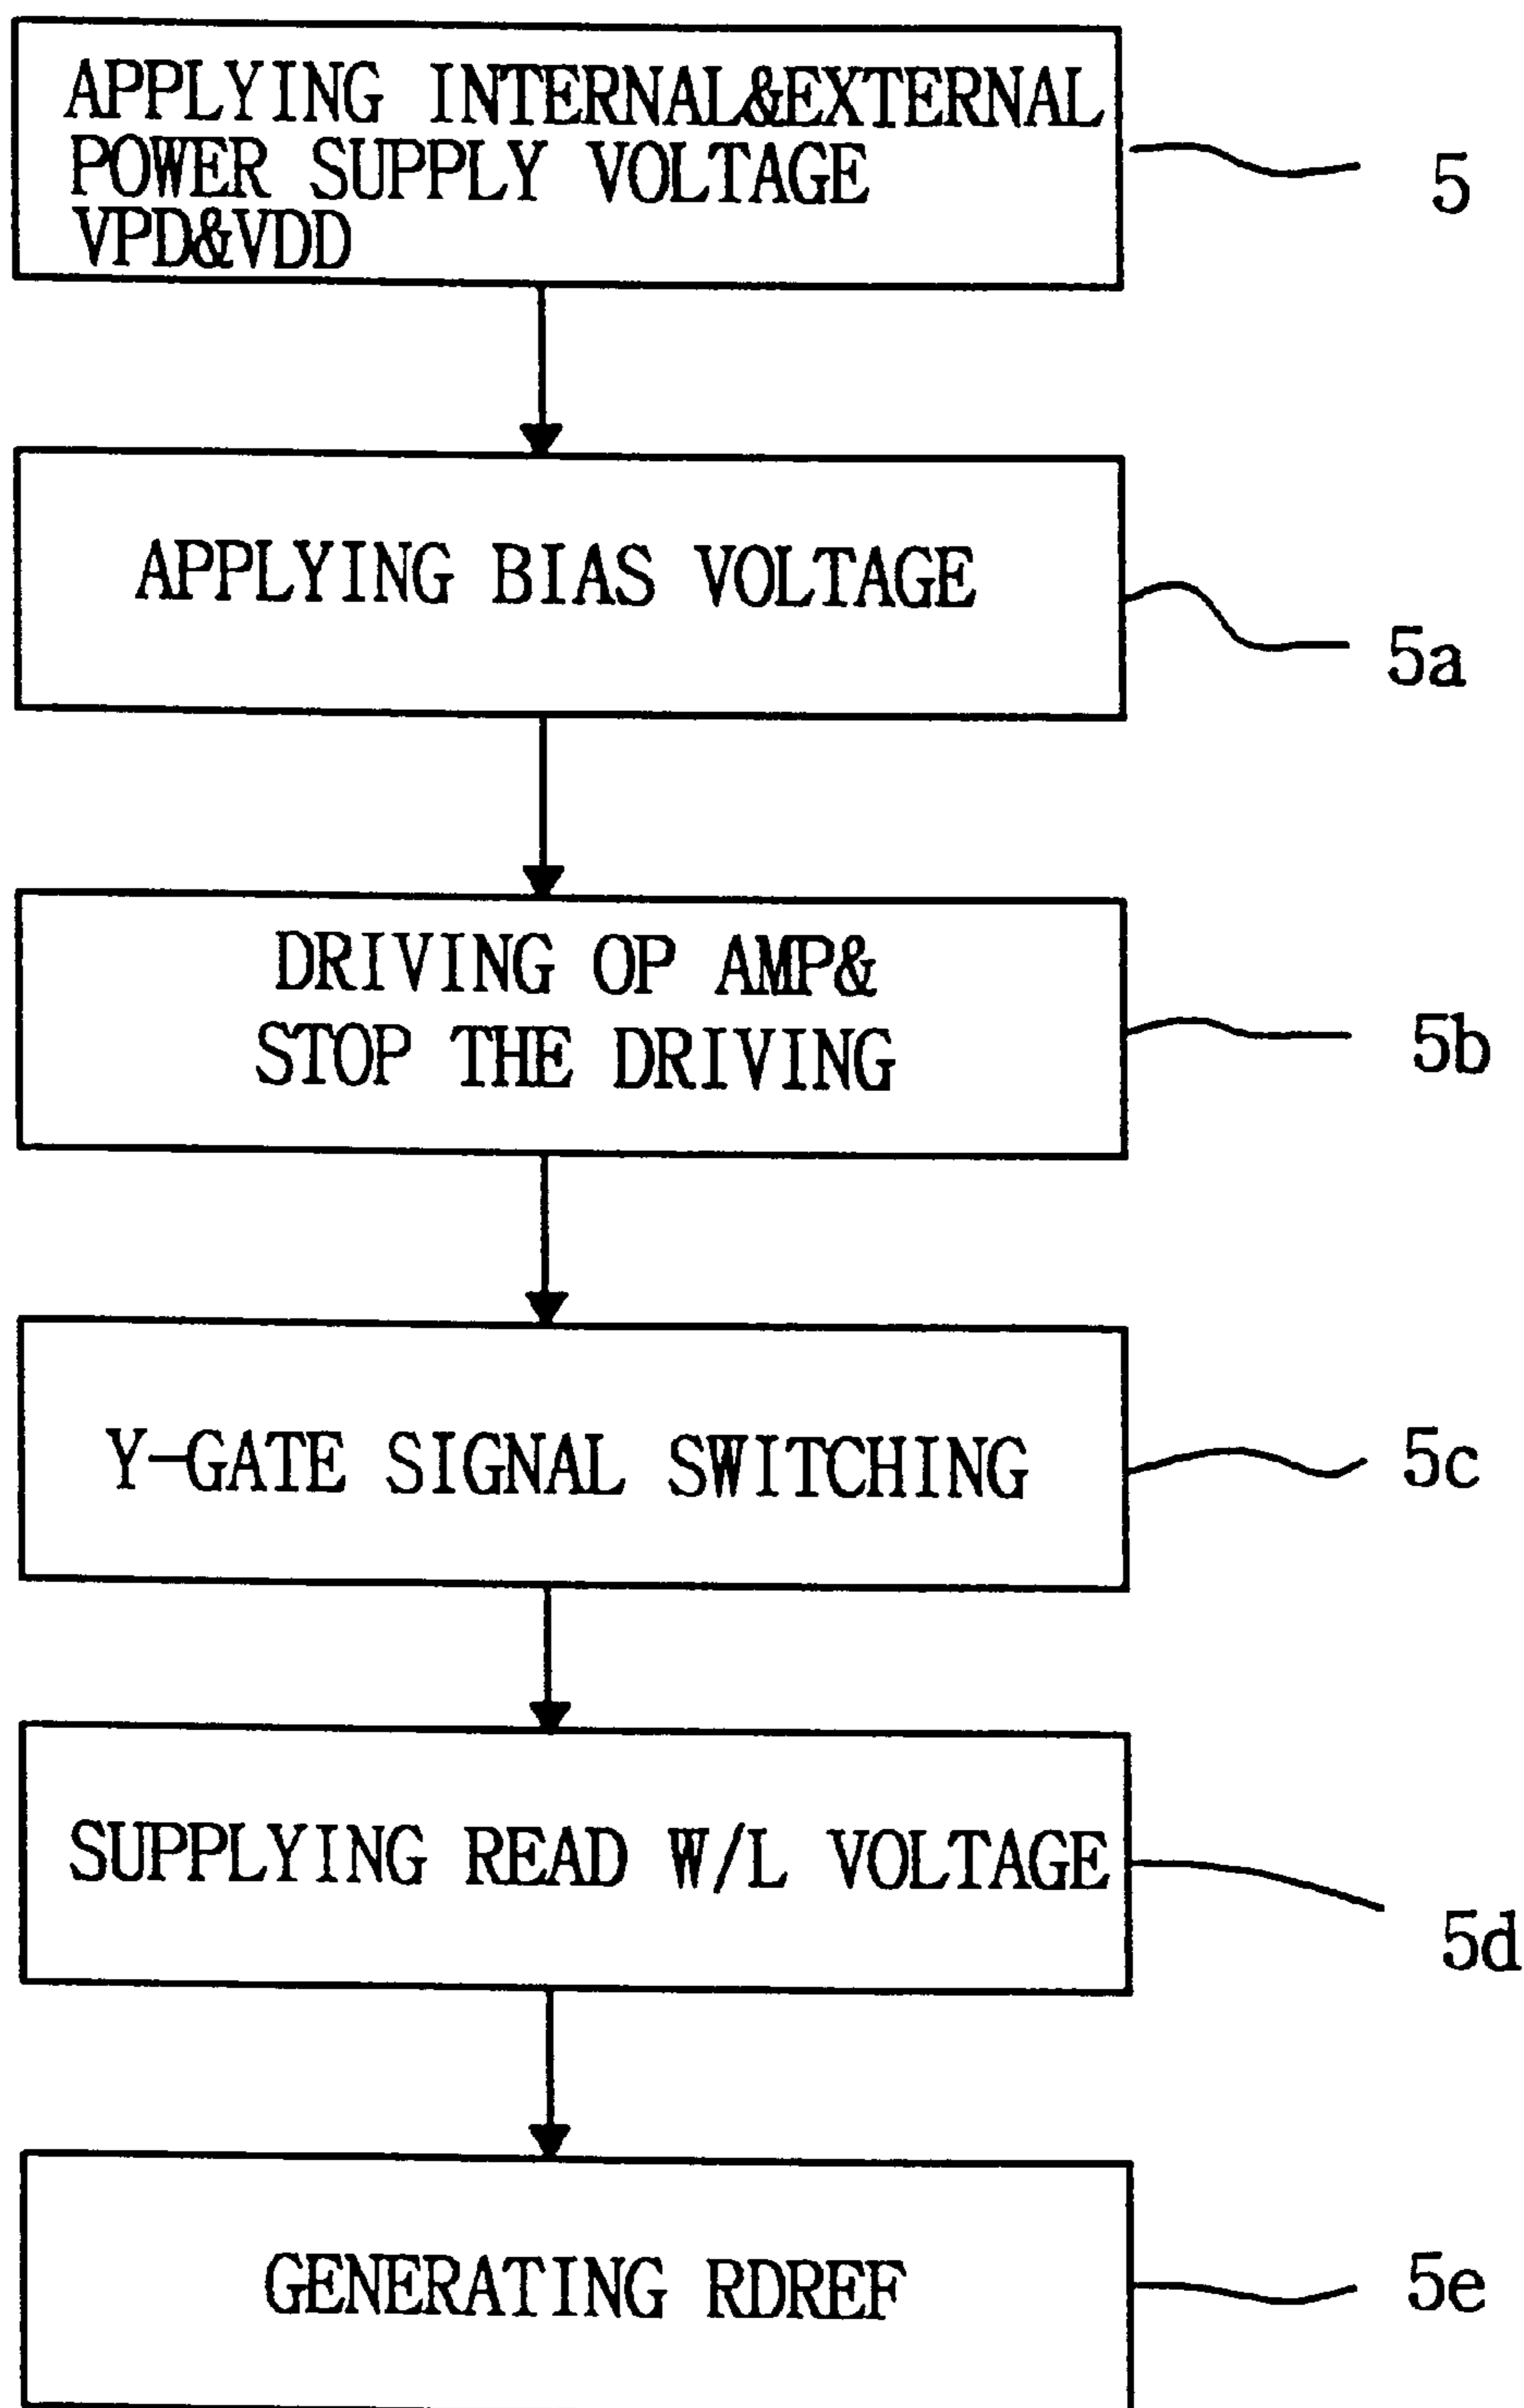 APPLYING INTERNAL&EXTERNAL
POWER SUPPLY VOLTAGE
VPD&VDD
5
APPLYING BIAS VOLTAGE
5a
DRIVING OP AMP&
STOP THE DRIVING
5b
Y-GATE SIGNAL SWITCHING
5c
SUPPLYING READ W/L VOLTAGE
5d
GENERATING RDREF
5e